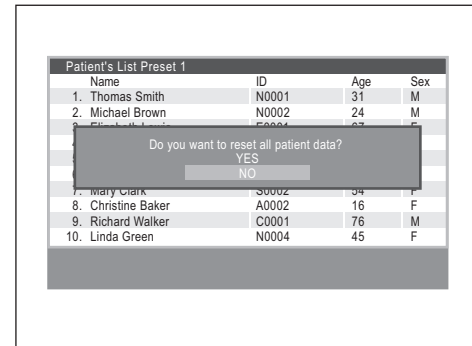 Patient's List Preset 1
Name ID Age Sex
1. Thomas Smith N0001 31 M
2. Michael Brown N0002 24 M
Do you want to reset all patient data?
YES
NO
7. Mary Clark S0002 54 F
8. Christine Baker A0002 16 F
9. Richard Walker C0001 76 M
10. Linda Green N0004 45 F